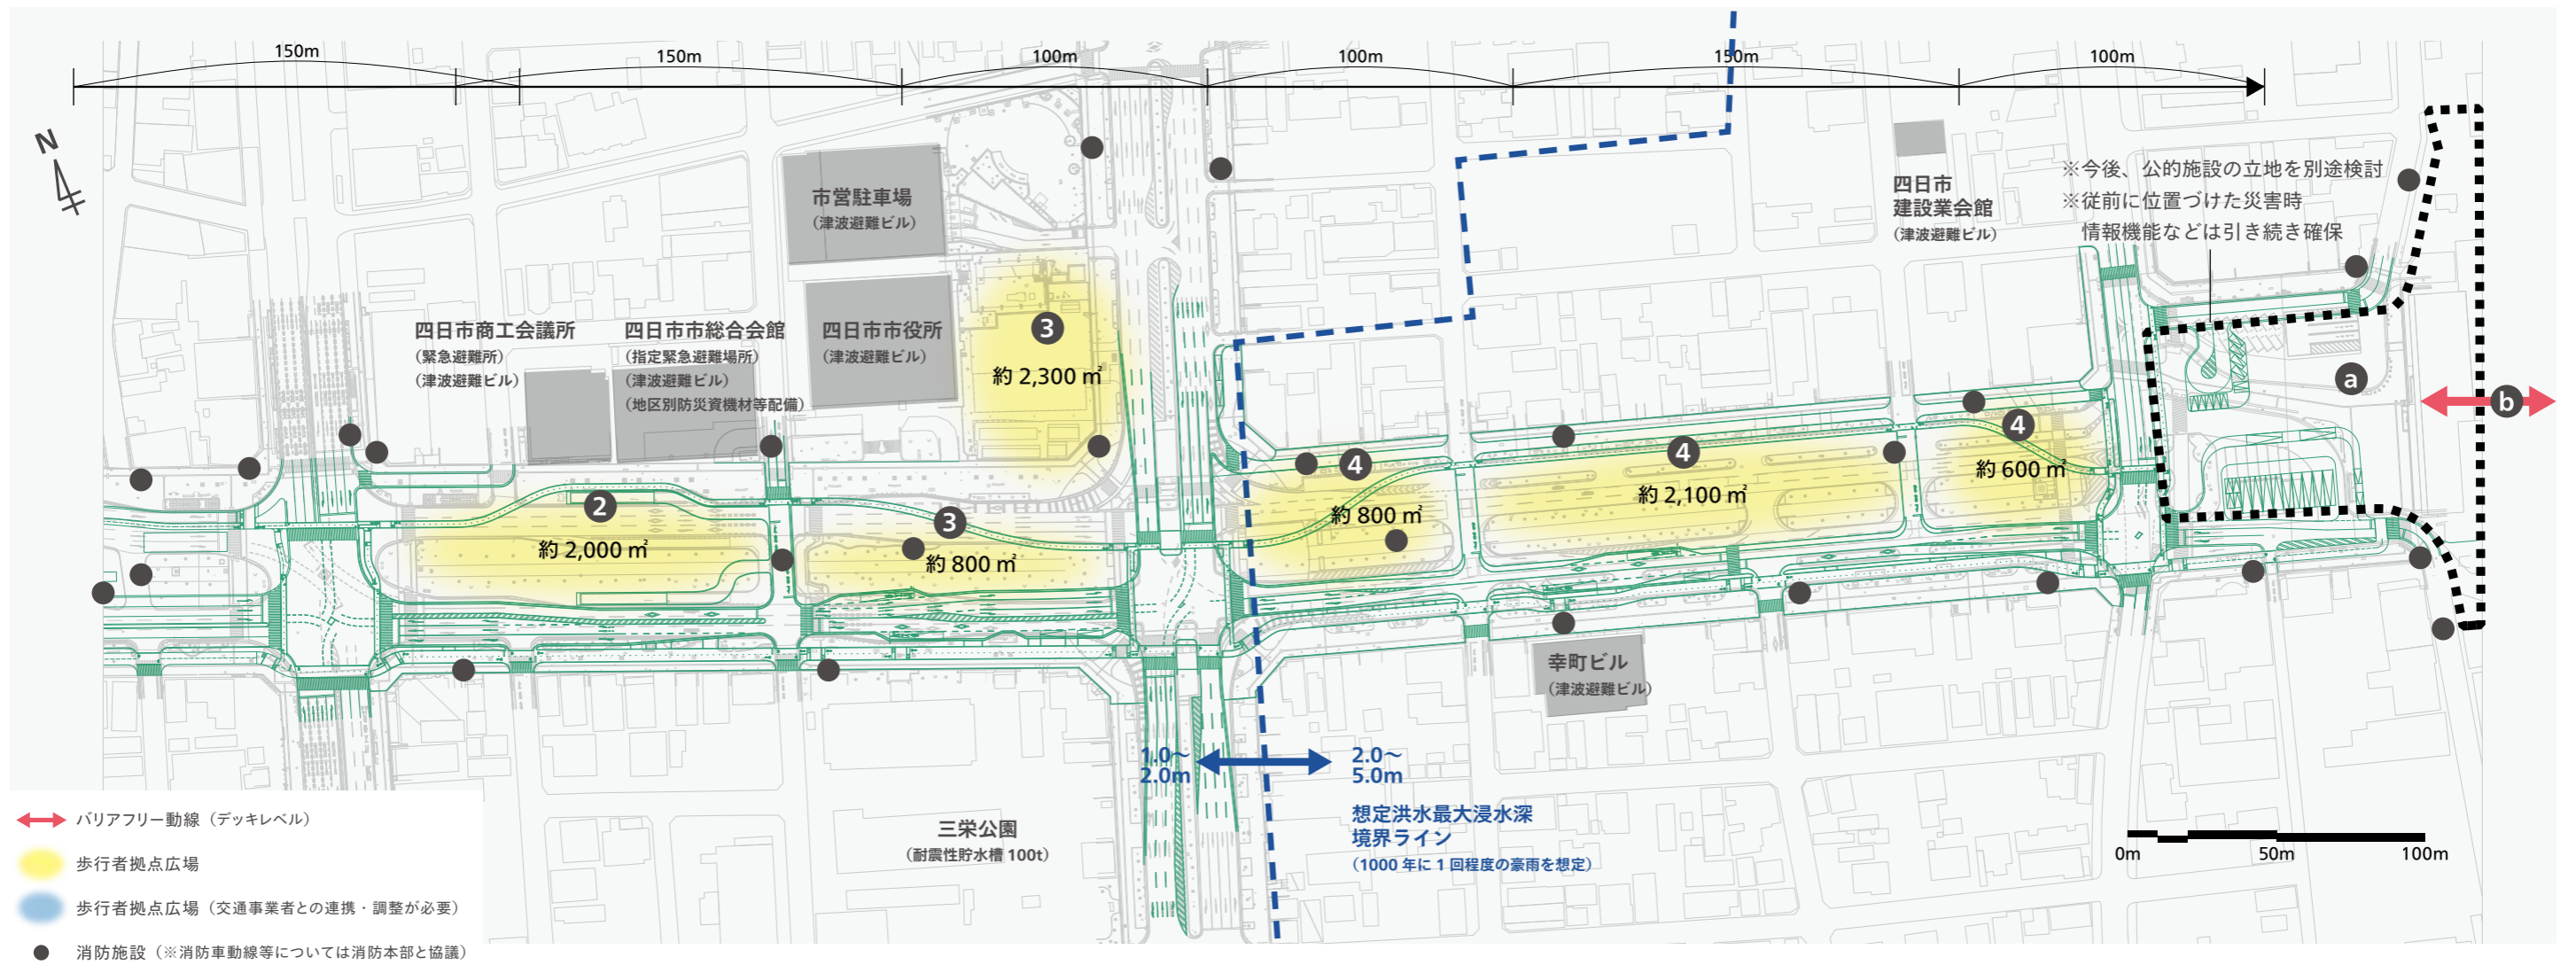 150m
150m
100m
100m
150m
100m
N
市営駐車場
（津波避難ビル）
四日市
建設業会館
（津波避難ビル）
※今後、公的施設の立地を別途検討
※従前に位置づけた災害時
情報機能などは引き続き確保
四日市商工会議所
（緊急避難所）
（津波避難ビル）
四日市市総合会館
（指定緊急避難場所）
（津波避難ビル）
（地区別防災資機材等配備）
四日市市役所
（津波避難ビル）
3
約 2,300 ㎡
a
b
2
約 2,000 ㎡
3
約 800 ㎡
4
約 800 ㎡
4
約 2,100 ㎡
4
約 600 ㎡
幸町ビル
（津波避難ビル）
1.0～
2.0m
2.0～
5.0m
想定洪水最大浸水深
境界ライン
（1000 年に 1 回程度の豪雨を想定）
三栄公園
（耐震性貯水槽 100t）
0m
50m
100m
バリアフリー動線（デッキレベル）
歩行者拠点広場
歩行者拠点広場（交通事業者との連携・調整が必要）
消防施設（※消防車動線等については消防本部と協議）